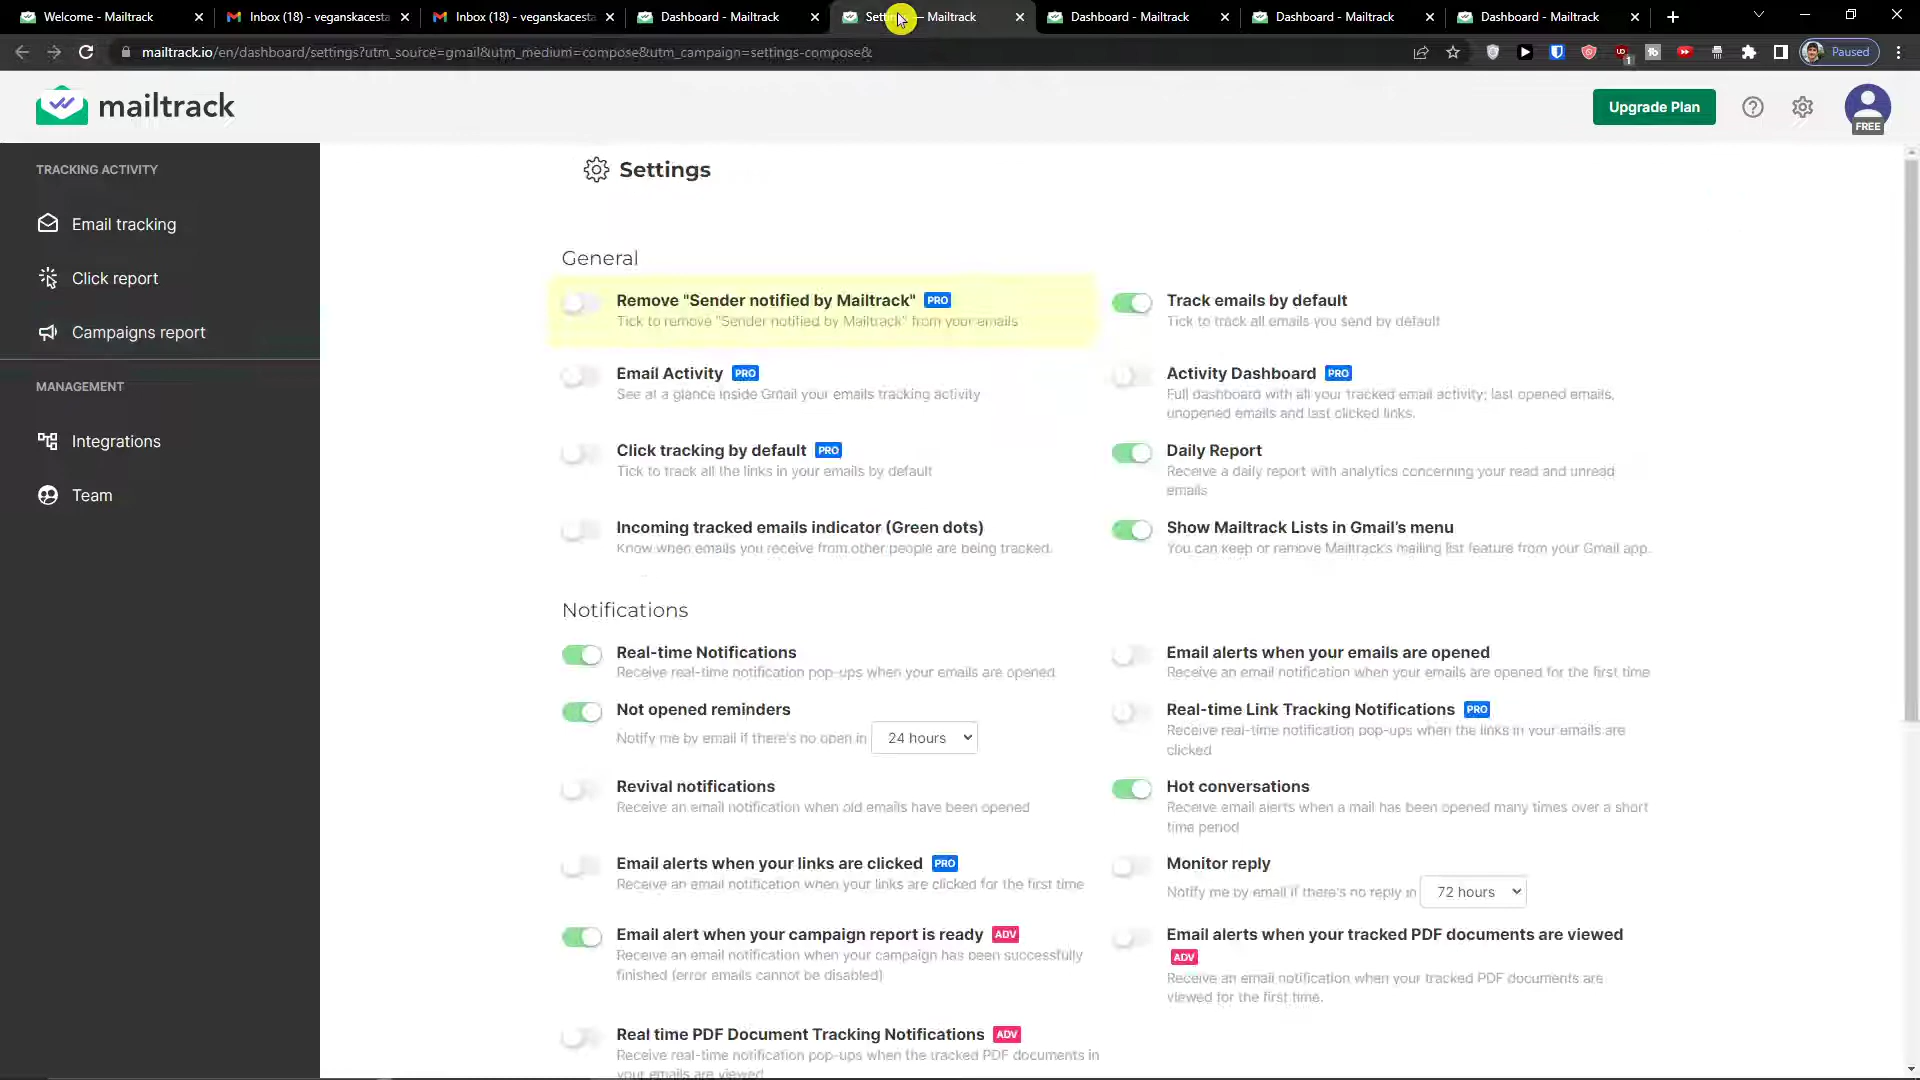 Welcome - Mailtrack
Inbox (18) - veganskacesta
Inbox (18) - veganskacesta
Dashboard - Mailtrack
Mailtrack
Dashboard - Mailtrack
Dashboard - Mailtrack
Dashboard - Mailtrack
mailtrack.io/en/dashboard/settings?utm_source=gmail&utm_medium=compose&utm_campaign=settings-compose&
Paused
mailtrack
Upgrade Plan
FREE
TRACKING ACTIVITY
Email tracking
Click report
Campaigns report
MANAGEMENT
Integrations
Team
Settings
General
Remove "Sender notified by Mailtrack" PRO
Tick to remove "Sender notified by Mailtrack" from your emails
Track emails by default
Tick to track all emails you send by default
Email Activity PRO
See at a glance inside Gmail your emails tracking activity
Activity Dashboard PRO
Full dashboard with all your tracked email activity; last opened emails,
unopened emails and last clicked links.
Click tracking by default PRO
Tick to track all the links in your emails by default
Daily Report
Receive a daily report with analytics concerning your read and unread
emails
Incoming tracked emails indicator (Green dots)
Know when emails you receive from other people are being tracked.
Show Mailtrack Lists in Gmail's menu
You can keep or remove Mailtrack's mailing list feature from your Gmail app.
Notifications
Real-time Notifications
Receive real-time notification pop-ups when your emails are opened
Email alerts when your emails are opened
Receive an email notification when your emails are opened for the first time
Not opened reminders
Notify me by email if there's no open in 24 hours
Real-time Link Tracking Notifications PRO
Receive real-time notification pop-ups when the links in your emails are
clicked
Revival notifications
Receive an email notification when old emails have been opened
Hot conversations
Receive email alerts when a mail has been opened many times over a short
time period
Email alerts when your links are clicked PRO
Receive an email notification when your links are clicked for the first time
Monitor reply
Notify me by email if there's no reply in 72 hours
Email alert when your campaign report is ready ADV
Receive an email notification when your campaign has been successfully
finished (error emails cannot be disabled)
Email alerts when your tracked PDF documents are viewed
ADV
Receive an email notification when your tracked PDF documents are
viewed for the first time.
Real time PDF Document Tracking Notifications ADV
Receive real-time notification pop-ups when the tracked PDF documents in
your emails are viewed